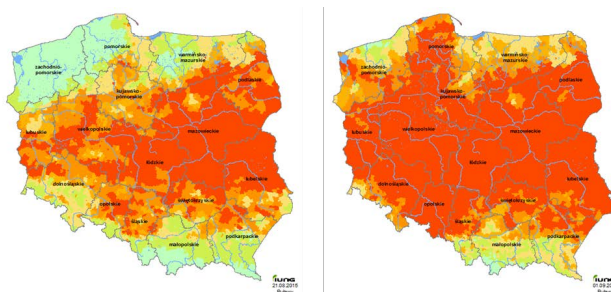 pomorskie
zachodnio-
pomorskie
warmińsko-
mazurskie
podlaskie
kujawsko-
pomorskie
lubuskie
wielkopolskie
mazowieckie
łódzkie
lubelskie
dolnośląskie
opolskie
śląskie
świętokrzyskie
małopolskie
podkarpackie
iung
21.08.2015
pomorskie
zachodnio-
pomorskie
warmińsko-
mazurskie
podlaskie
kujawsko-
pomorskie
lubuskie
wielkopolskie
mazowieckie
łódzkie
lubelskie
dolnośląskie
opolskie
śląskie
świętokrzyskie
małopolskie
podkarpackie
iung